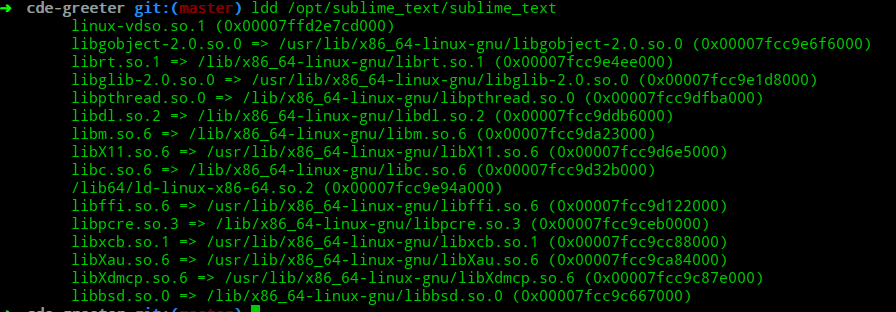 ➜ cde-greeter git:(master) ldd /opt/sublime_text/sublime_text
linux-vdso.so.1 (0x00007ffd2e7cd000)
libgobject-2.0.so.0 => /usr/lib/x86_64-linux-gnu/libgobject-2.0.so.0 (0x00007fcc9e6f6000)
librt.so.1 => /lib/x86_64-linux-gnu/librt.so.1 (0x00007fcc9e4ee000)
libglib-2.0.so.0 => /usr/lib/x86_64-linux-gnu/libglib-2.0.so.0 (0x00007fcc9e1d8000)
libpthread.so.0 => /lib/x86_64-linux-gnu/libpthread.so.0 (0x00007fcc9dfba000)
libdl.so.2 => /lib/x86_64-linux-gnu/libdl.so.2 (0x00007fcc9ddb6000)
libm.so.6 => /lib/x86_64-linux-gnu/libm.so.6 (0x00007fcc9da23000)
libX11.so.6 => /usr/lib/x86_64-linux-gnu/libX11.so.6 (0x00007fcc9d6e5000)
libc.so.6 => /lib/x86_64-linux-gnu/libc.so.6 (0x00007fcc9d32b000)
/lib64/ld-linux-x86-64.so.2 (0x00007fcc9e94a000)
libffi.so.6 => /usr/lib/x86_64-linux-gnu/libffi.so.6 (0x00007fcc9d122000)
libpcre.so.3 => /lib/x86_64-linux-gnu/libpcre.so.3 (0x00007fcc9ceb0000)
libxcb.so.1 => /usr/lib/x86_64-linux-gnu/libxcb.so.1 (0x00007fcc9cc88000)
libXau.so.6 => /usr/lib/x86_64-linux-gnu/libXau.so.6 (0x00007fcc9ca84000)
libXdmcp.so.6 => /usr/lib/x86_64-linux-gnu/libXdmcp.so.6 (0x00007fcc9c87e000)
libbsd.so.0 => /lib/x86_64-linux-gnu/libbsd.so.0 (0x00007fcc9c667000)
➜ cde-greeter git:(master)